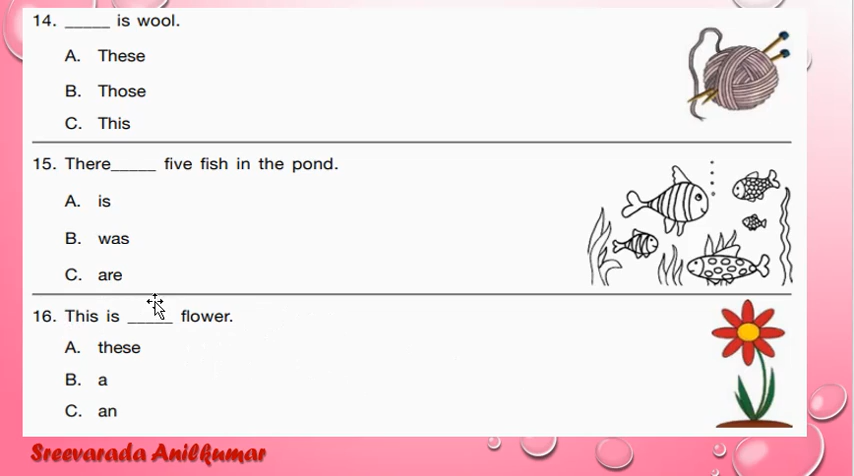 14. _____ is wool.
A. These
B. Those
C. This
15. There_____ five fish in the pond.
A. is
B. was
C. are
16. This is _____ flower.
A. these
B. a
C. an
Sreevarada Anilkumar